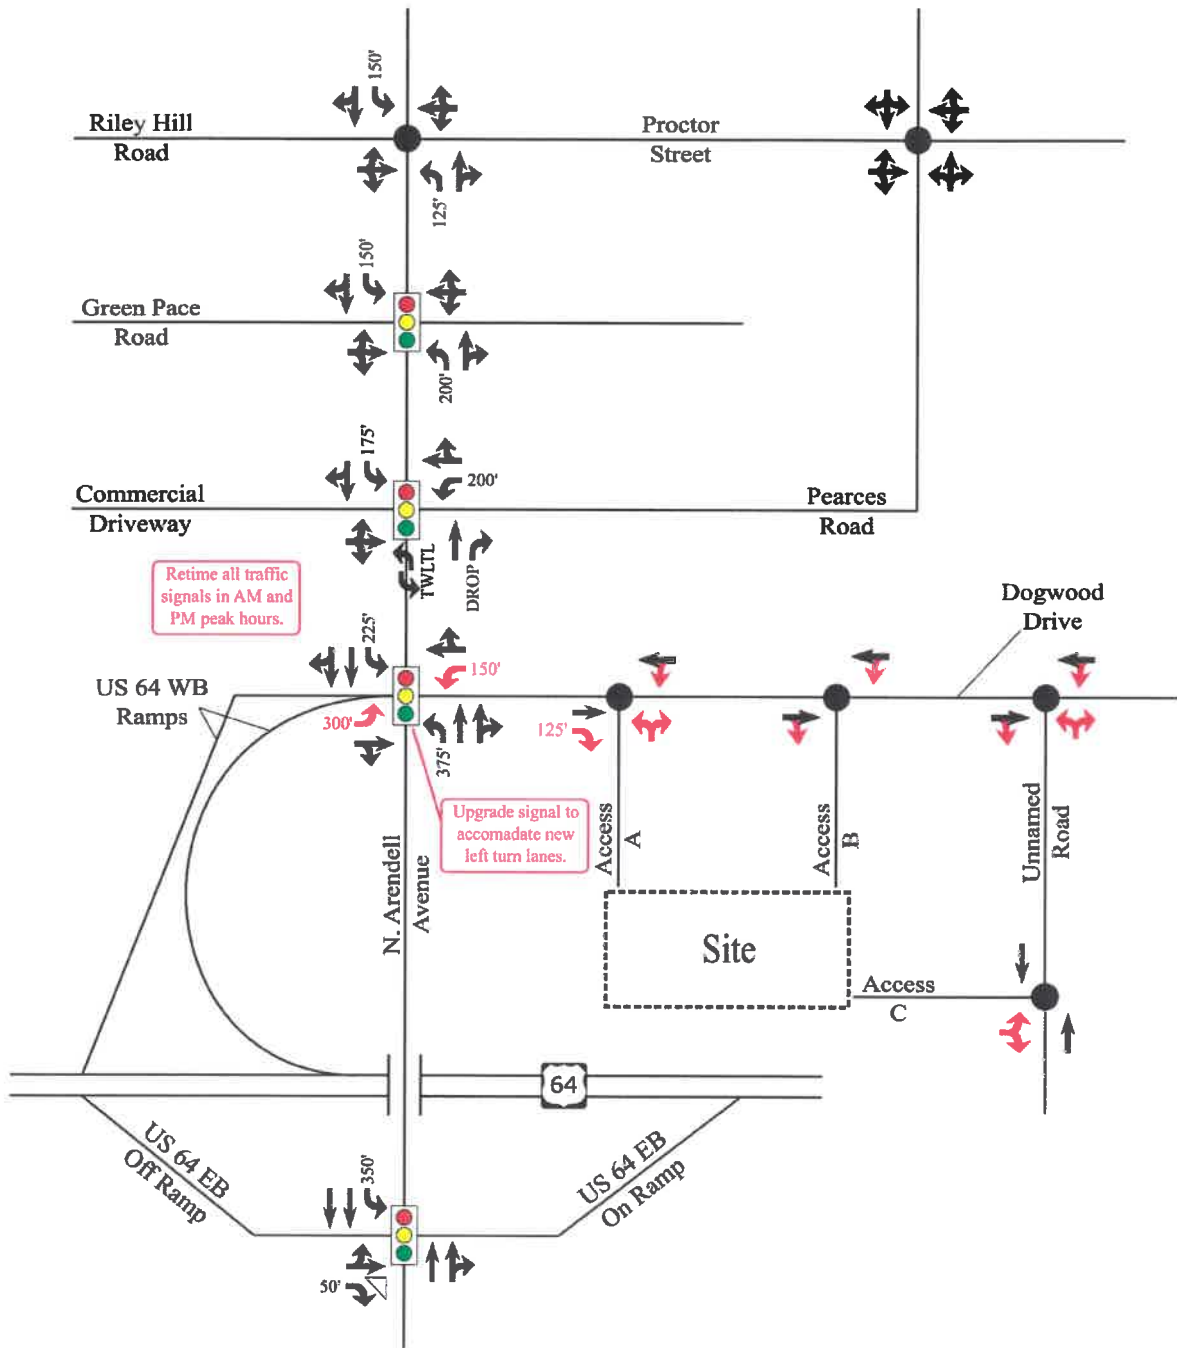 150'
Riley Hill
Road
Proctor
Street
125'
150'
Green Pace
Road
200'
175'
200'
Commercial
Driveway
Pearces
Road
TWLTL
DROP
Retime all traffic
signals in AM and
PM peak hours.
Dogwood
Drive
225'
150'
US 64 WB
Ramps
300'
375'
125'
Upgrade signal to
accomadate new
left turn lanes.
Access
A
Access
B
Unnamed
Road
N. Arendell
Avenue
Site
Access
C
64
US 64 EB
Off Ramp
350'
US 64 EB
On Ramp
50'